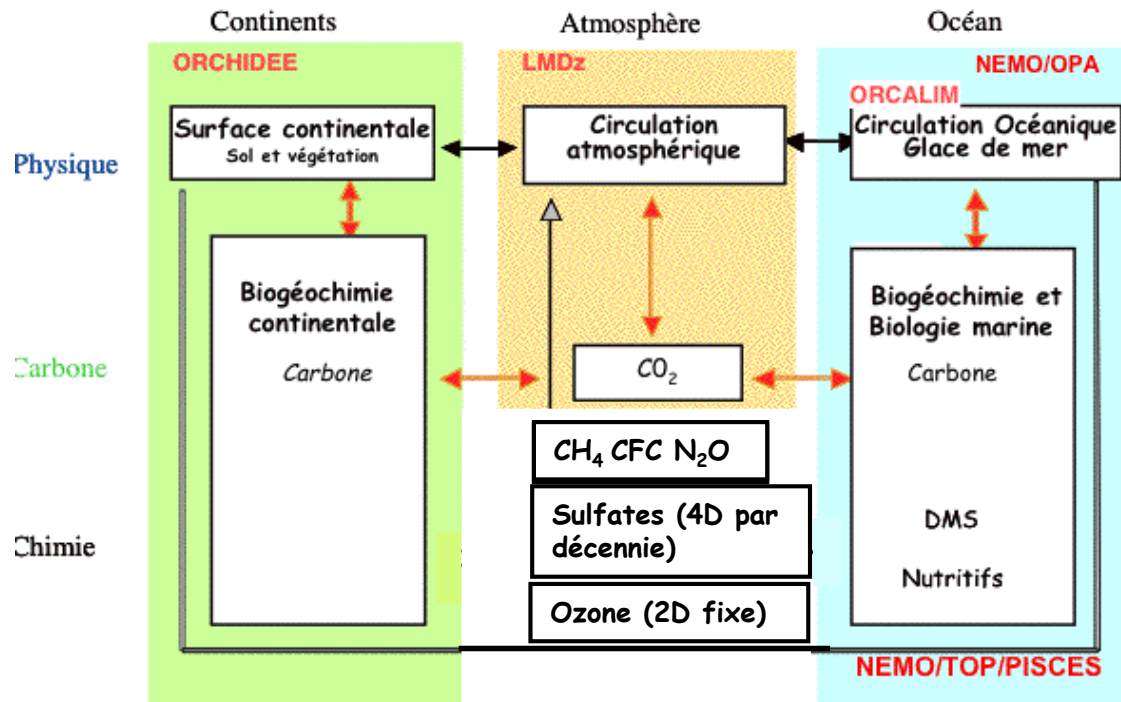 Continents
Atmosphère
Océan
ORCHIDEE
LMDz
NEMO/OPA
ORCALIM
Physique
Surface continentale
Sol et végétation
Circulation
atmosphérique
Circulation Océanique
Glace de mer
Biogéochimie
continentale
Carbone
Biogéochimie et
Biologie marine
Carbone
Carbone
CO₂
CH₄ CFC N₂O
Sulfates (4D par
décennie)
Ozone (2D fixe)
Chimie
DMS
Nutritifs
NEMO/TOP/PISCES